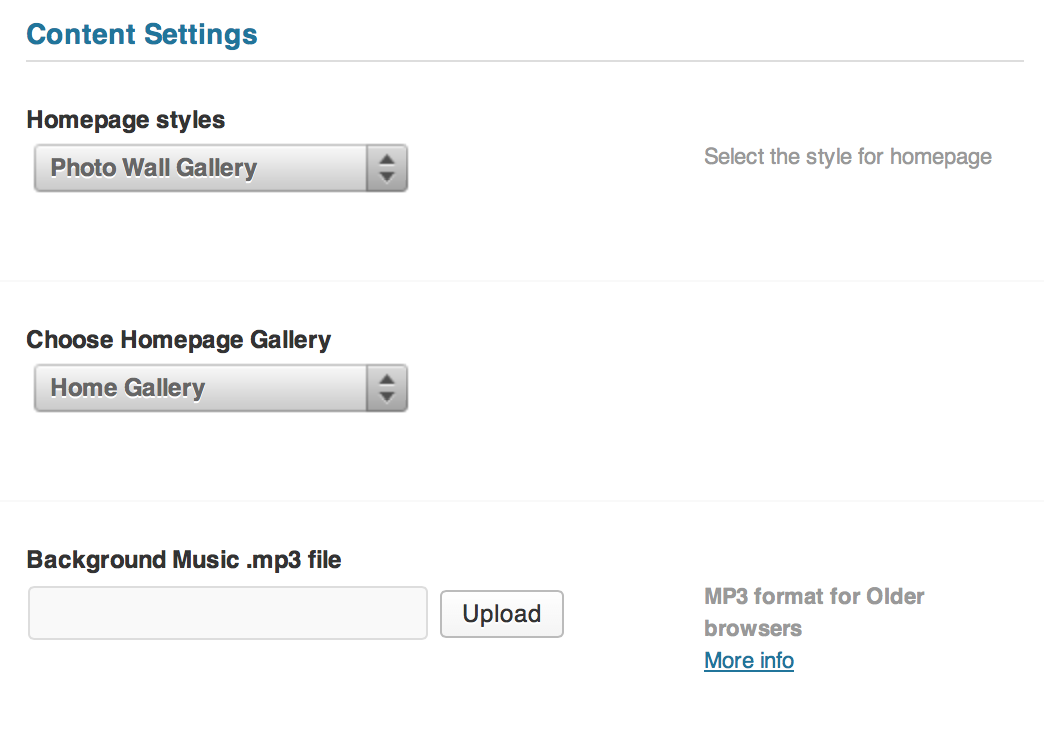 Content Settings
Homepage styles
Photo Wall Gallery
Select the style for homepage
Choose Homepage Gallery
Home Gallery
Background Music .mp3 file
Upload
MP3 format for Older
browsers
More info